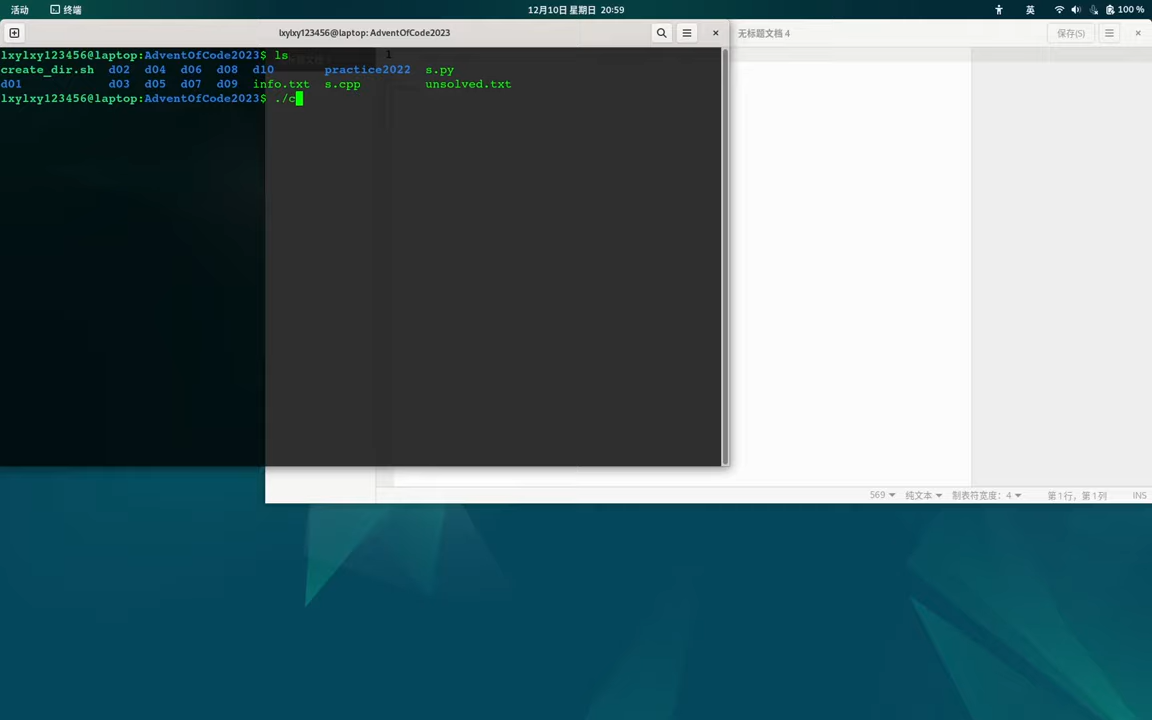 活动 终端 12月10日 星期日 20:59 英 100 %
lxylxy123456@laptop: AdventOfCode2023
无标题文档 4 保存(S)
lxylxy123456@laptop:AdventOfCode2023$ ls
create_dir.sh d02 d04 d06 d08 d10 practice2022 s.py
d01 d03 d05 d07 d09 info.txt s.cpp unsolved.txt
lxylxy123456@laptop:AdventOfCode2023$ ./c
1
569 纯文本 制表符宽度：4 第 1 行，第 1 列 INS